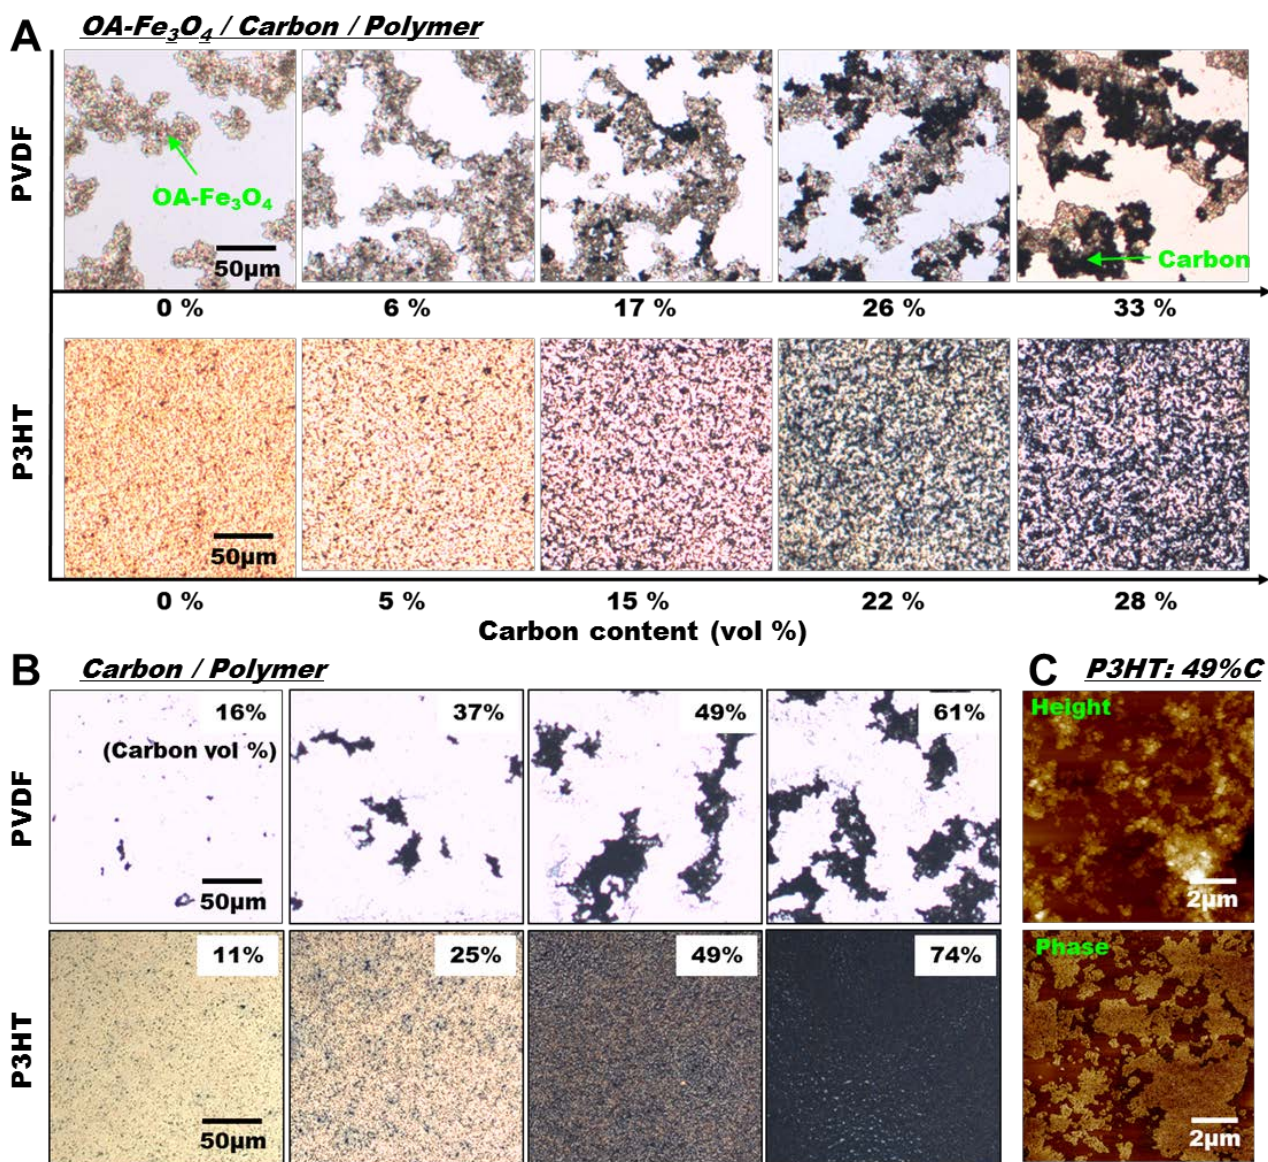 A
OA-Fe3O4 / Carbon / Polymer
PVDF
OA-Fe3O4
50µm
Carbon
0 % 6 % 17 % 26 % 33 %
P3HT
50µm
0 % 5 % 15 % 22 % 28 %
Carbon content (vol %)
B
Carbon / Polymer
PVDF
16% 37% 49% 61%
(Carbon vol %)
50µm
P3HT
11% 25% 49% 74%
50µm
C
P3HT: 49%C
Height
2µm
Phase
2µm